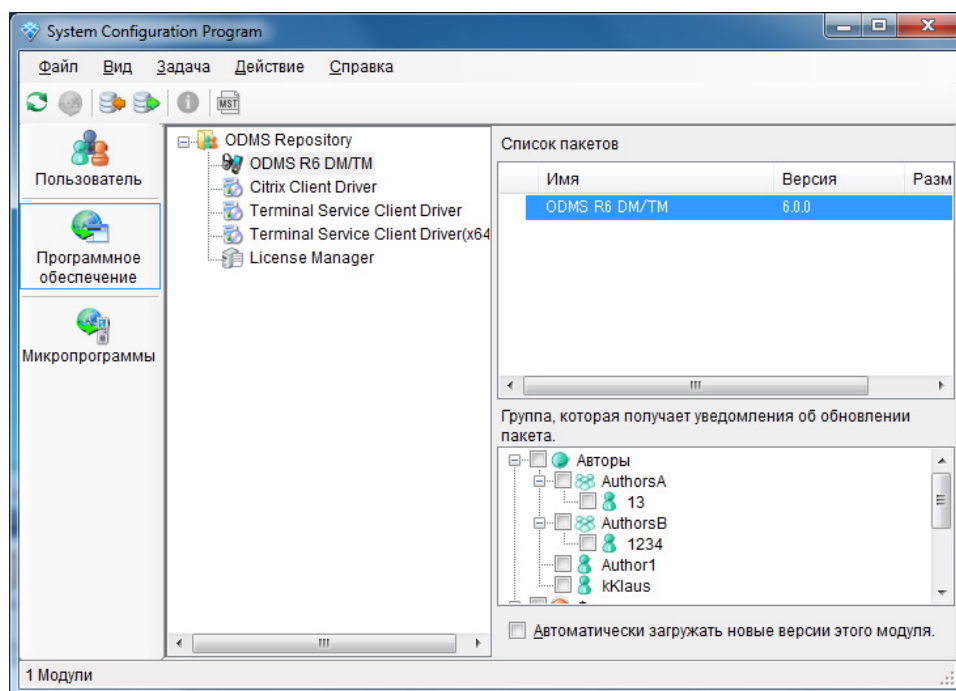 System Configuration Program
Файл Вид Задача Действие Справка
MST
Пользователь
Программное
обеспечение
Микропрограммы
ODMS Repository
ODMS R6 DM/TM
Citrix Client Driver
Terminal Service Client Driver
Terminal Service Client Driver(x64
License Manager
Список пакетов
Имя Версия Разм
ODMS R6 DM/TM 6.0.0
Группа, которая получает уведомления об обновлении
пакета.
Авторы
AuthorsA
13
AuthorsB
1234
Author1
kKlaus
Автоматически загружать новые версии этого модуля.
1 Модули